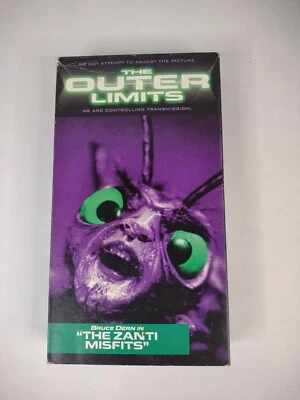 DO NOT ATTEMPT TO ADJUST THE PICTURE.
THE
OUTER
LIMITS
WE ARE CONTROLLING TRANSMISSION.
BRUCE DERN IN
"THE ZANTI
MISFITS"